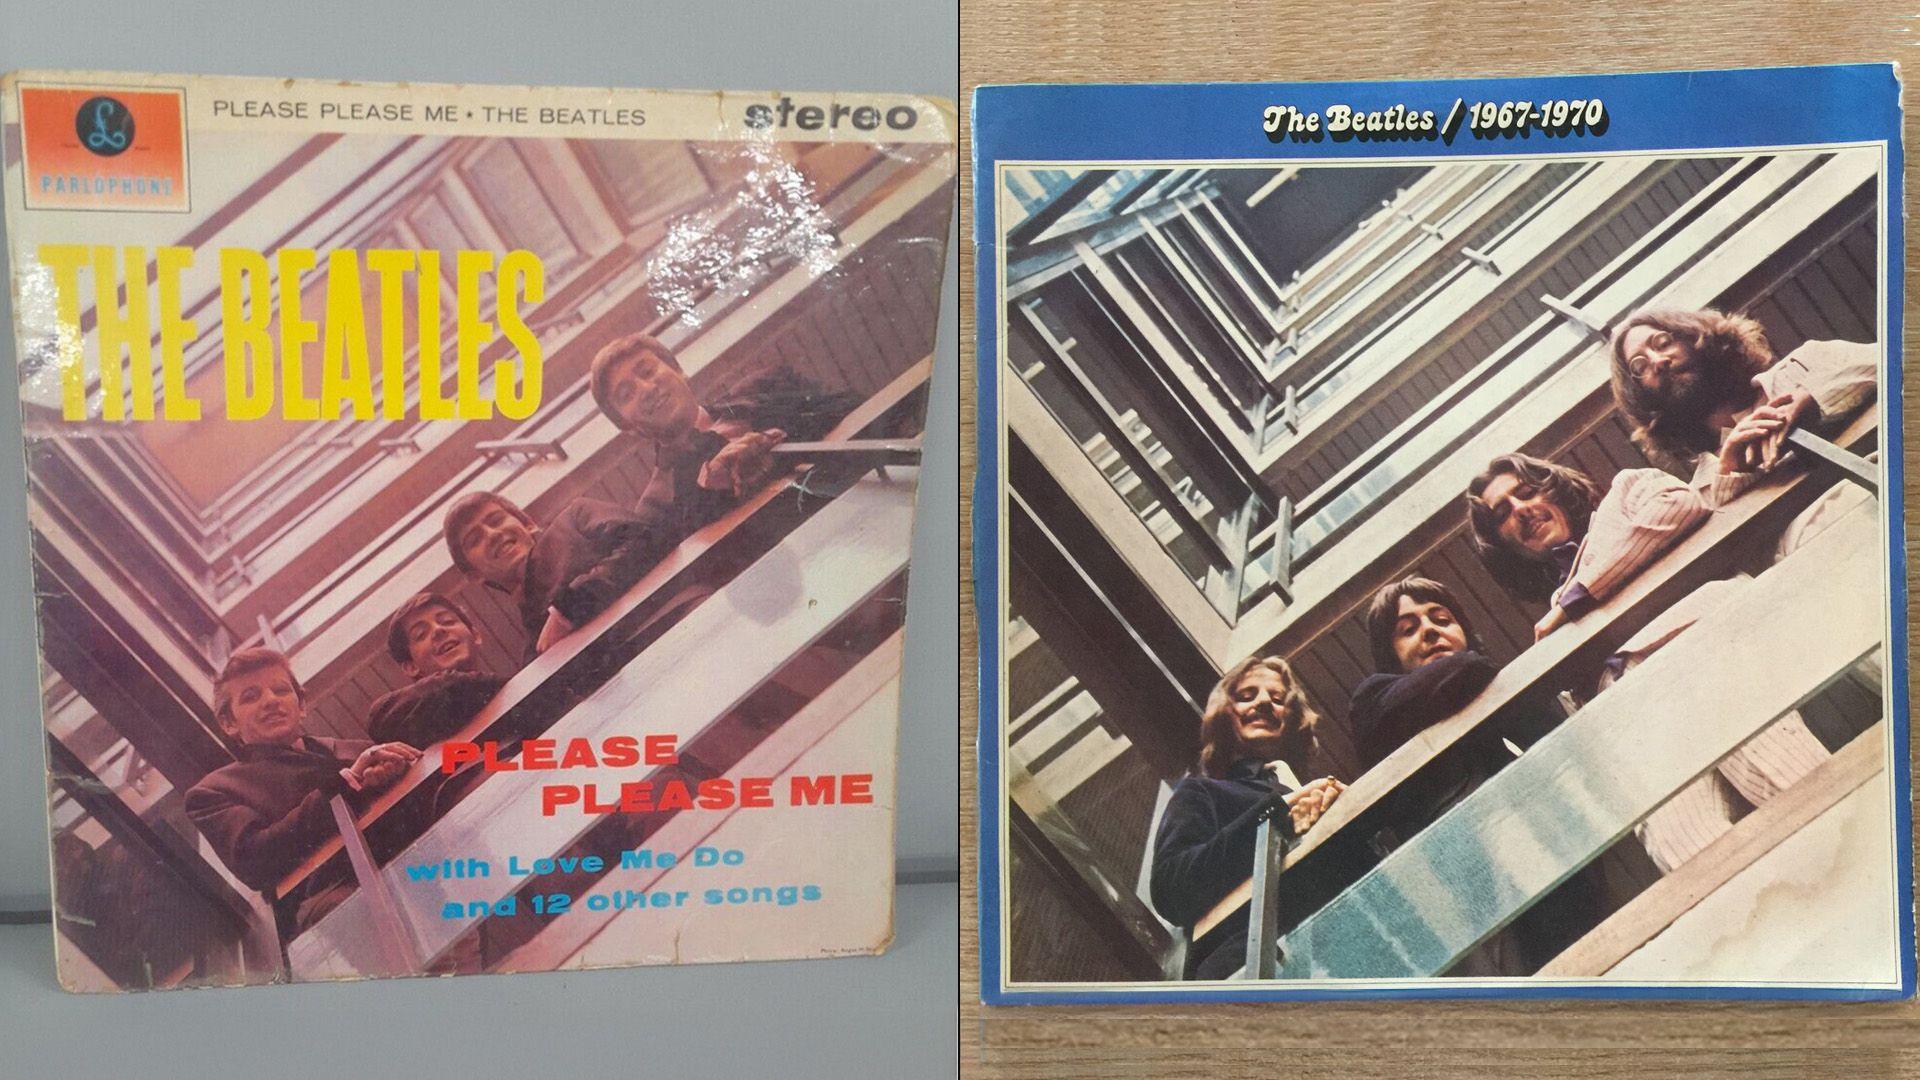 PLEASE PLEASE ME ★ THE BEATLES
stereo
£
PARLOPHONE
THE BEATLES
PLEASE
PLEASE ME
with Love Me Do
and 12 other songs
The Beatles / 1967-1970